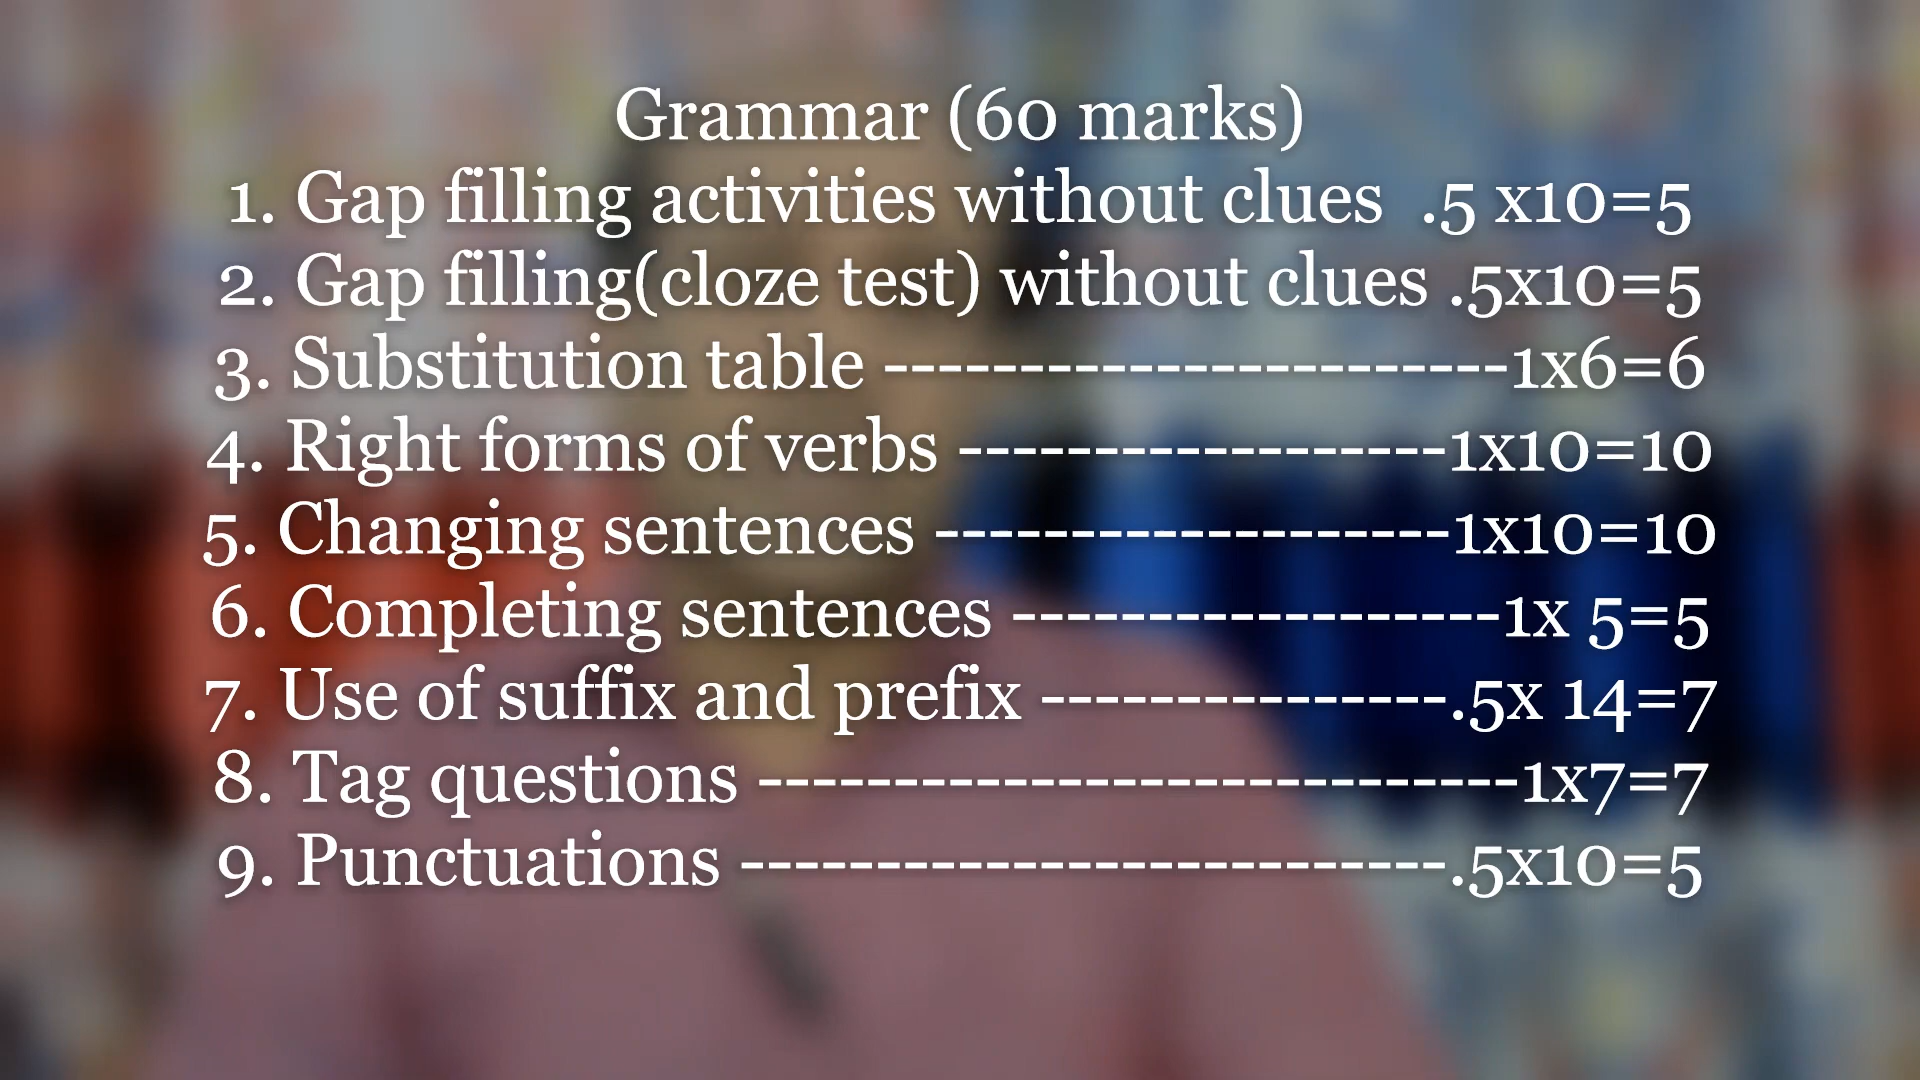 Grammar (60 marks)
1. Gap filling activities without clues .5 x10=5
2. Gap filling(cloze test) without clues .5x10=5
3. Substitution table -----------------------1x6=6
4. Right forms of verbs ------------------1x10=10
5. Changing sentences -------------------1x10=10
6. Completing sentences ------------------1x 5=5
7. Use of suffix and prefix ---------------.5x 14=7
8. Tag questions ----------------------------1x7=7
9. Punctuations --------------------------.5x10=5